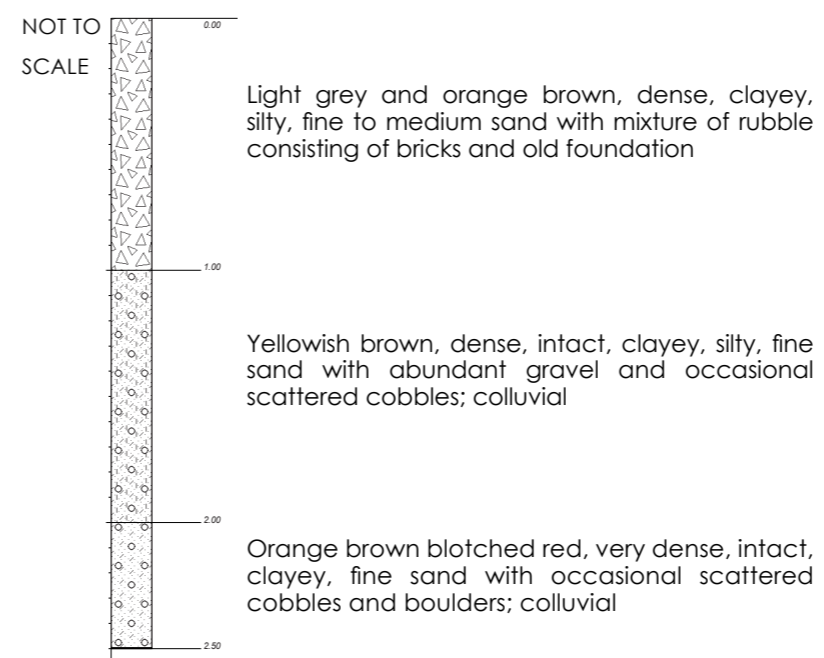 NOT TO
SCALE
0.00
Light grey and orange brown, dense, clayey,
silty, fine to medium sand with mixture of rubble
consisting of bricks and old foundation
1.00
Yellowish brown, dense, intact, clayey, silty, fine
sand with abundant gravel and occasional
scattered cobbles; colluvial
2.00
Orange brown blotched red, very dense, intact,
clayey, fine sand with occasional scattered
cobbles and boulders; colluvial
2.50